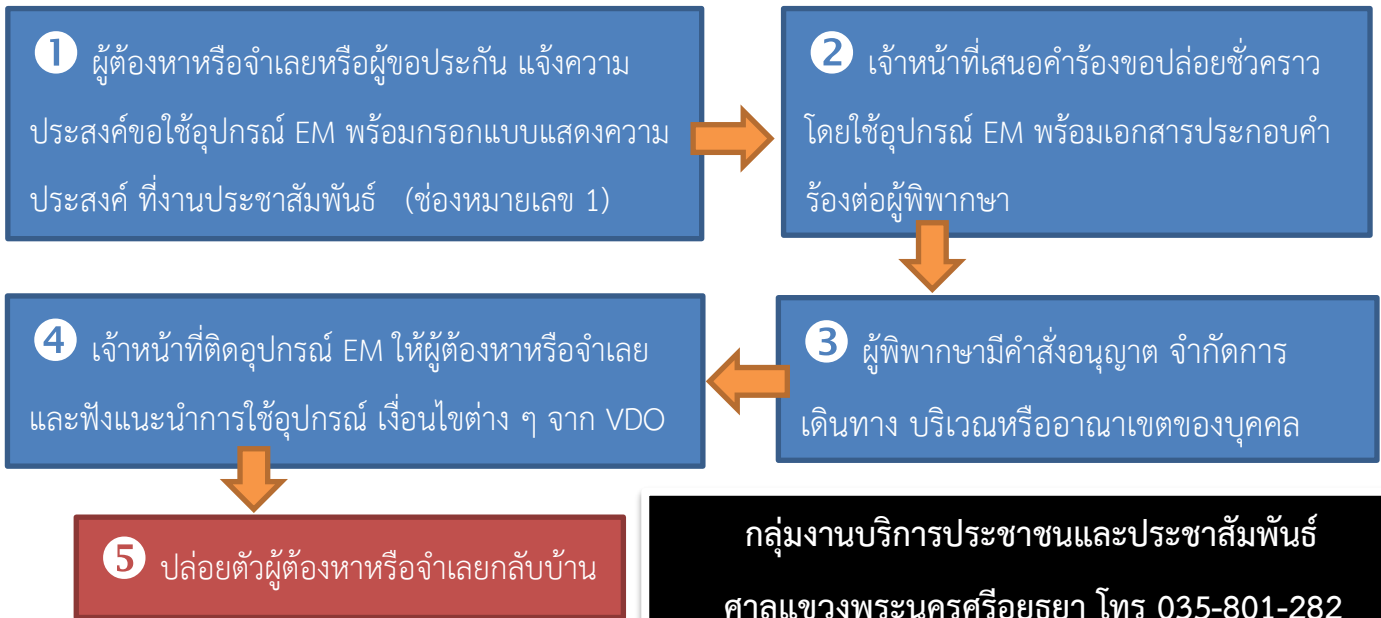 ❶ ผู้ต้องหาหรือจำเลยหรือผู้ขอประกัน แจ้งความ
ประสงค์ขอใช้อุปกรณ์ EM พร้อมกรอกแบบแสดงความ
ประสงค์ ที่งานประชาสัมพันธ์ (ช่องหมายเลข 1)
❷ เจ้าหน้าที่เสนอคำร้องขอปล่อยชั่วคราว
โดยใช้อุปกรณ์ EM พร้อมเอกสารประกอบคำ
ร้องต่อผู้พิพากษา
❸ ผู้พิพากษามีคำสั่งอนุญาต จำกัดการ
เดินทาง บริเวณหรืออาณาเขตของบุคคล
❹ เจ้าหน้าที่ติดอุปกรณ์ EM ให้ผู้ต้องหาหรือจำเลย
และฟังแนะนำการใช้อุปกรณ์ เงื่อนไขต่าง ๆ จาก VDO
❺ ปล่อยตัวผู้ต้องหาหรือจำเลยกลับบ้าน
กลุ่มงานบริการประชาชนและประชาสัมพันธ์
ศาลแขวงพระนครศรีอยุธยา โทร 035-801-282